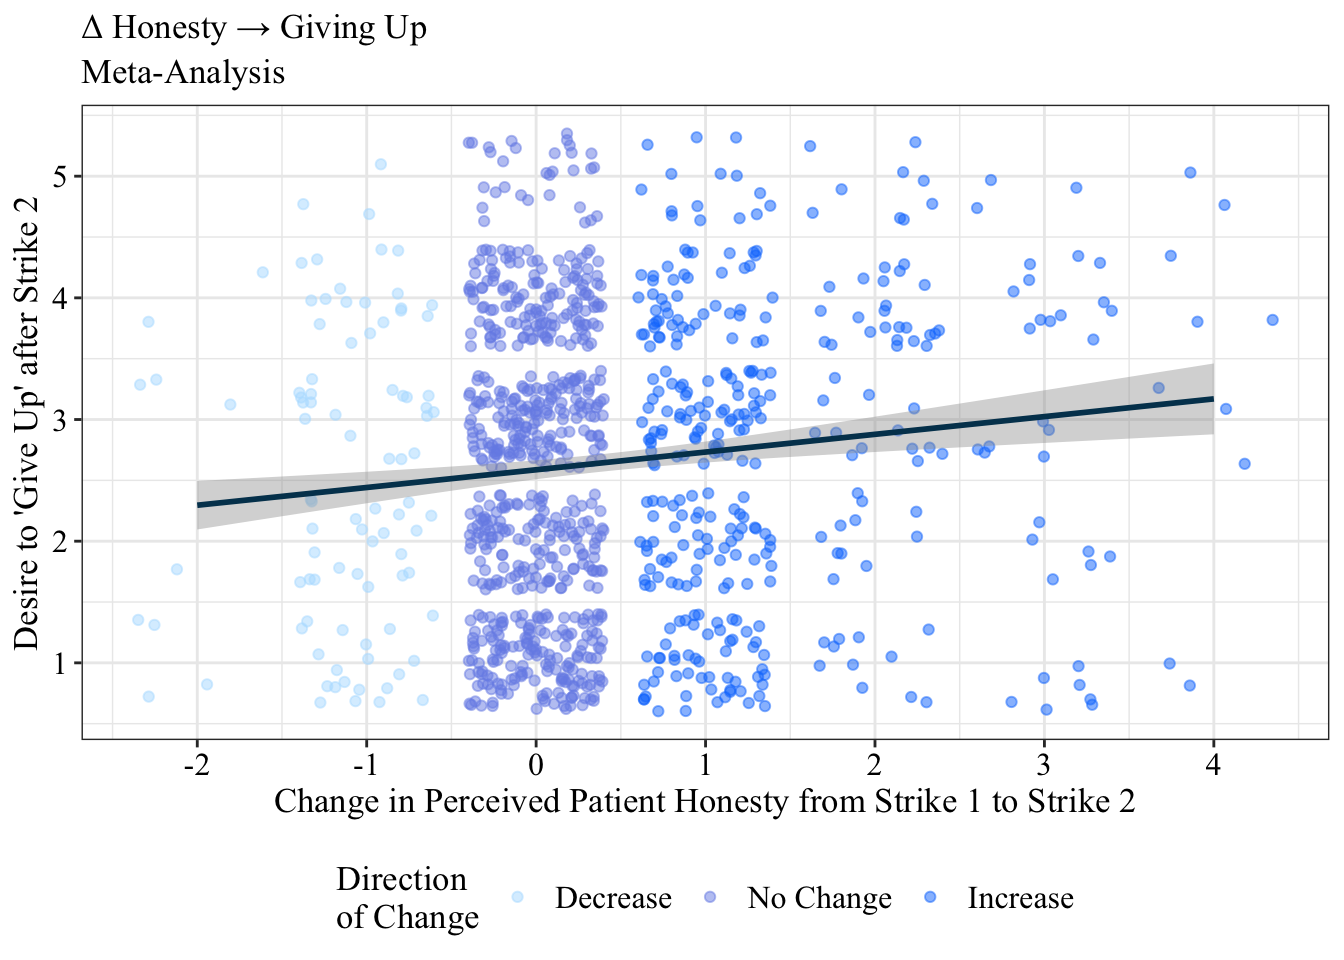 Δ Honesty → Giving Up
Meta-Analysis
Desire to 'Give Up' after Strike 2
5
4
3
2
1
-2 -1 0 1 2 3 4
Change in Perceived Patient Honesty from Strike 1 to Strike 2
Direction
of Change
Decrease No Change Increase